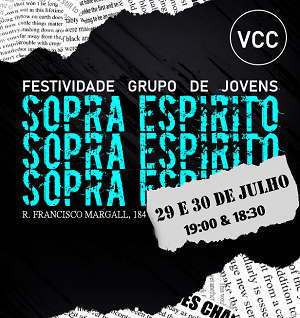 VCC
FESTIVIDADE GRUPO DE JOVENS
SOPRA ESPIRITO
SOPRA ESPIRITO
SOPRA ESPIRITO
R. FRANCISCO MARGALL, 184
29 E 30 DE JULHO
19:00 & 18:30